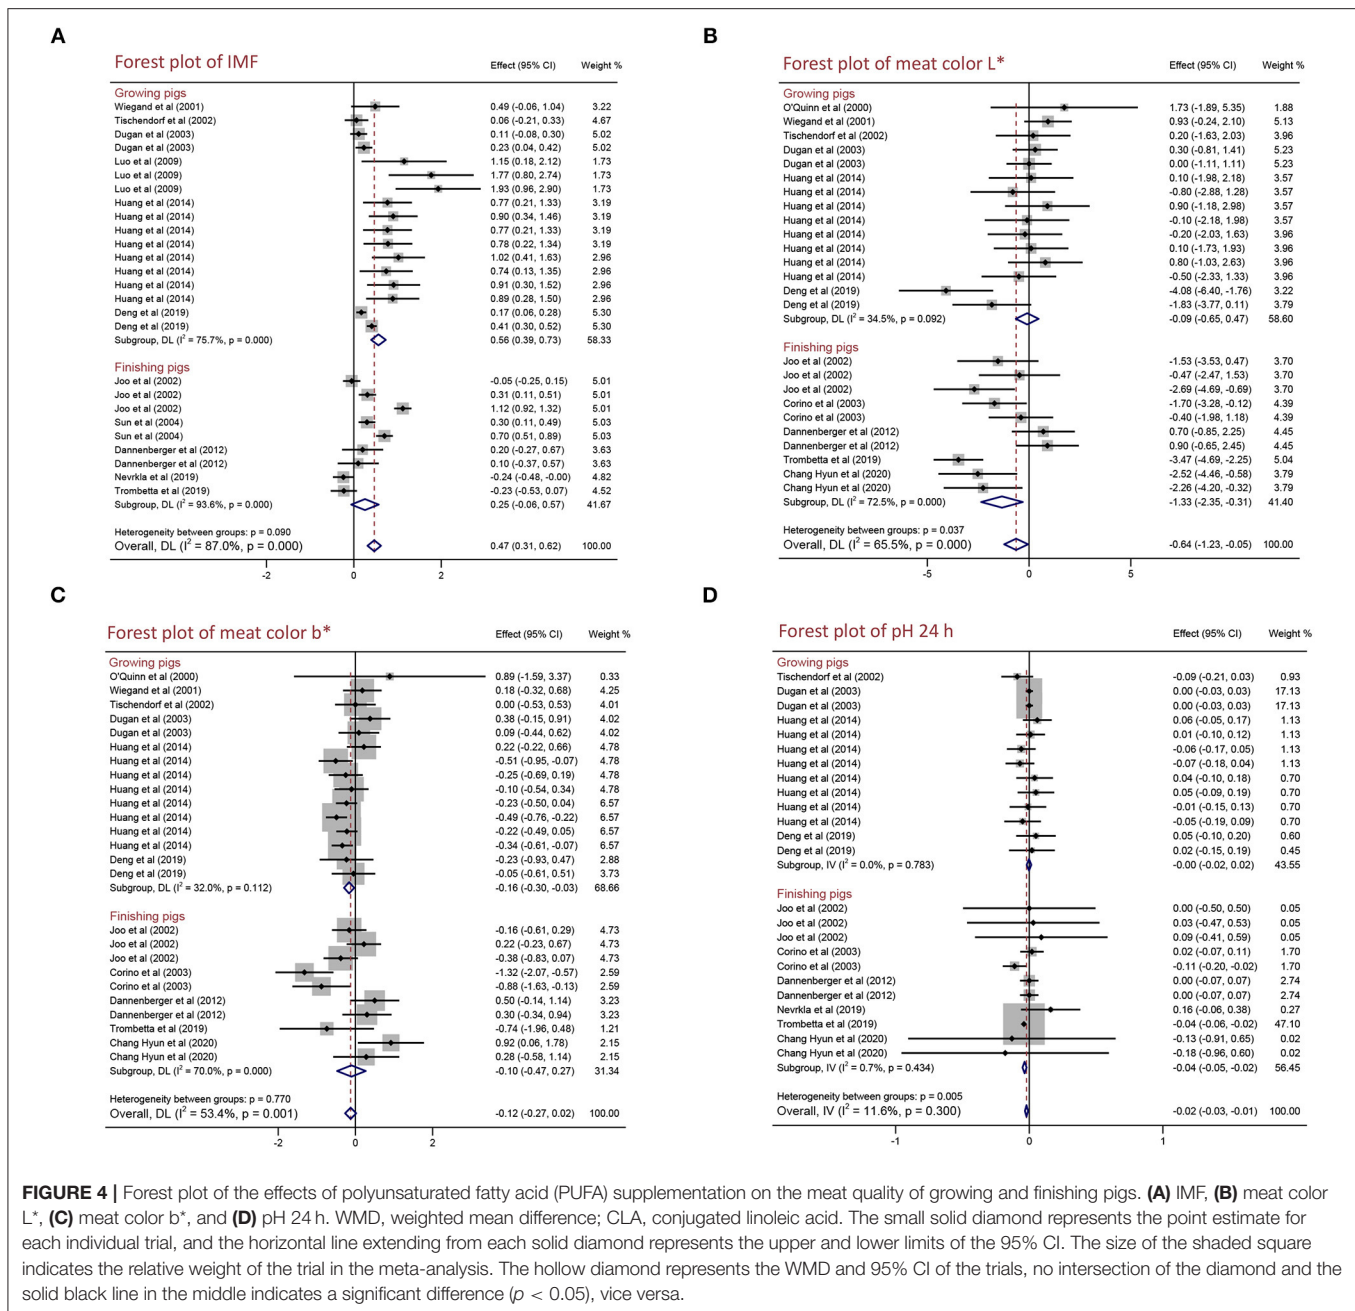 A
Forest plot of IMF
Effect (95% CI) Weight %
Growing pigs
Wiegand et al (2001) 0.49 (-0.06, 1.04) 3.22
Tischendorf et al (2002) 0.06 (-0.21, 0.33) 4.67
Dugan et al (2003) 0.11 (-0.08, 0.30) 5.02
Dugan et al (2003) 0.23 (0.04, 0.42) 5.02
Luo et al (2009) 1.15 (0.18, 2.12) 1.73
Luo et al (2009) 1.77 (0.80, 2.74) 1.73
Luo et al (2009) 1.93 (0.96, 2.90) 1.73
Huang et al (2014) 0.77 (0.21, 1.33) 3.19
Huang et al (2014) 0.90 (0.34, 1.46) 3.19
Huang et al (2014) 0.77 (0.21, 1.33) 3.19
Huang et al (2014) 0.78 (0.22, 1.34) 3.19
Huang et al (2014) 1.02 (0.41, 1.63) 2.96
Huang et al (2014) 0.74 (0.13, 1.35) 2.96
Huang et al (2014) 0.91 (0.30, 1.52) 2.96
Huang et al (2014) 0.89 (0.28, 1.50) 2.96
Deng et al (2019) 0.17 (0.06, 0.28) 5.30
Deng et al (2019) 0.41 (0.30, 0.52) 5.30
Subgroup, DL (I² = 75.7%, p = 0.000) 0.56 (0.39, 0.73) 58.33
Finishing pigs
Joo et al (2002) -0.05 (-0.25, 0.15) 5.01
Joo et al (2002) 0.31 (0.11, 0.51) 5.01
Joo et al (2002) 1.12 (0.92, 1.32) 5.01
Sun et al (2004) 0.30 (0.11, 0.49) 5.03
Sun et al (2004) 0.70 (0.51, 0.89) 5.03
Dannenberger et al (2012) 0.20 (-0.27, 0.67) 3.63
Dannenberger et al (2012) 0.10 (-0.37, 0.57) 3.63
Nevrkla et al (2019) -0.24 (-0.48, -0.00) 4.82
Trombetta et al (2019) -0.23 (-0.53, 0.07) 4.52
Subgroup, DL (I² = 93.6%, p = 0.000) 0.25 (-0.06, 0.57) 41.67
Heterogeneity between groups: p = 0.090
Overall, DL (I² = 87.0%, p = 0.000) 0.47 (0.31, 0.62) 100.00
-2 0 2
B
Forest plot of meat color L*
Effect (95% CI) Weight %
Growing pigs
O'Quinn et al (2000) 1.73 (-1.89, 5.35) 1.88
Wiegand et al (2001) 0.93 (-0.24, 2.10) 5.13
Tischendorf et al (2002) 0.20 (-1.63, 2.03) 3.96
Dugan et al (2003) 0.30 (-0.81, 1.41) 5.23
Dugan et al (2003) 0.00 (-1.11, 1.11) 5.23
Huang et al (2014) 0.10 (-1.98, 2.18) 3.57
Huang et al (2014) -0.80 (-2.88, 1.28) 3.57
Huang et al (2014) 0.90 (-1.18, 2.98) 3.57
Huang et al (2014) -0.10 (-2.18, 1.98) 3.57
Huang et al (2014) -0.20 (-2.03, 1.63) 3.96
Huang et al (2014) 0.10 (-1.73, 1.93) 3.96
Huang et al (2014) 0.80 (-1.03, 2.63) 3.96
Huang et al (2014) -0.50 (-2.33, 1.33) 3.96
Deng et al (2019) -4.08 (-6.40, -1.76) 3.22
Deng et al (2019) -1.83 (-3.77, 0.11) 3.79
Subgroup, DL (I² = 34.5%, p = 0.092) -0.09 (-0.65, 0.47) 58.60
Finishing pigs
Joo et al (2002) -1.53 (-3.53, 0.47) 3.70
Joo et al (2002) -0.47 (-2.47, 1.53) 3.70
Joo et al (2002) -2.69 (-4.69, -0.69) 3.70
Corino et al (2003) -1.70 (-3.28, -0.12) 4.39
Corino et al (2003) -0.40 (-1.98, 1.18) 4.39
Dannenberger et al (2012) 0.70 (-0.85, 2.25) 4.45
Dannenberger et al (2012) 0.90 (-0.65, 2.45) 4.45
Trombetta et al (2019) -3.47 (-4.69, -2.25) 5.04
Chang Hyun et al (2020) -2.52 (-4.46, -0.58) 3.79
Chang Hyun et al (2020) -2.26 (-4.20, -0.32) 3.79
Subgroup, DL (I² = 72.5%, p = 0.000) -1.33 (-2.35, -0.31) 41.40
Heterogeneity between groups: p = 0.037
Overall, DL (I² = 65.5%, p = 0.000) -0.64 (-1.23, -0.05) 100.00
-5 0 5
C
Forest plot of meat color b*
Effect (95% CI) Weight %
Growing pigs
O'Quinn et al (2000) 0.89 (-1.59, 3.37) 0.33
Wiegand et al (2001) 0.18 (-0.32, 0.68) 4.25
Tischendorf et al (2002) 0.00 (-0.53, 0.53) 4.01
Dugan et al (2003) 0.38 (-0.15, 0.91) 4.02
Dugan et al (2003) 0.09 (-0.44, 0.62) 4.02
Huang et al (2014) 0.22 (-0.22, 0.66) 4.78
Huang et al (2014) -0.51 (-0.95, -0.07) 4.78
Huang et al (2014) -0.25 (-0.69, 0.19) 4.78
Huang et al (2014) -0.10 (-0.54, 0.34) 4.78
Huang et al (2014) -0.23 (-0.50, 0.04) 6.57
Huang et al (2014) -0.49 (-0.76, -0.22) 6.57
Huang et al (2014) -0.22 (-0.49, 0.05) 6.57
Huang et al (2014) -0.34 (-0.61, -0.07) 6.57
Deng et al (2019) -0.23 (-0.93, 0.47) 2.88
Deng et al (2019) -0.05 (-0.61, 0.51) 3.73
Subgroup, DL (I² = 32.0%, p = 0.112) -0.16 (-0.30, -0.03) 68.66
Finishing pigs
Joo et al (2002) -0.16 (-0.61, 0.29) 4.73
Joo et al (2002) 0.22 (-0.23, 0.67) 4.73
Joo et al (2002) -0.38 (-0.83, 0.07) 4.73
Corino et al (2003) -1.32 (-2.07, -0.57) 2.59
Corino et al (2003) -0.88 (-1.63, -0.13) 2.59
Dannenberger et al (2012) 0.50 (-0.14, 1.14) 3.23
Dannenberger et al (2012) 0.30 (-0.34, 0.94) 3.23
Trombetta et al (2019) -0.74 (-1.96, 0.48) 1.21
Chang Hyun et al (2020) 0.92 (0.06, 1.78) 2.15
Chang Hyun et al (2020) 0.28 (-0.58, 1.14) 2.15
Subgroup, DL (I² = 70.0%, p = 0.000) -0.10 (-0.47, 0.27) 31.34
Heterogeneity between groups: p = 0.770
Overall, DL (I² = 53.4%, p = 0.001) -0.12 (-0.27, 0.02) 100.00
-2 0 2
D
Forest plot of pH 24 h
Effect (95% CI) Weight %
Growing pigs
Tischendorf et al (2002) -0.09 (-0.21, 0.03) 0.93
Dugan et al (2003) 0.00 (-0.03, 0.03) 17.13
Dugan et al (2003) 0.00 (-0.03, 0.03) 17.13
Huang et al (2014) 0.06 (-0.05, 0.17) 1.13
Huang et al (2014) 0.01 (-0.10, 0.12) 1.13
Huang et al (2014) -0.06 (-0.17, 0.05) 1.13
Huang et al (2014) -0.07 (-0.18, 0.04) 1.13
Huang et al (2014) 0.04 (-0.10, 0.18) 0.70
Huang et al (2014) 0.05 (-0.09, 0.19) 0.70
Huang et al (2014) -0.01 (-0.15, 0.13) 0.70
Huang et al (2014) -0.05 (-0.19, 0.09) 0.70
Deng et al (2019) 0.05 (-0.10, 0.20) 0.60
Deng et al (2019) 0.02 (-0.15, 0.19) 0.45
Subgroup, IV (I² = 0.0%, p = 0.783) -0.00 (-0.02, 0.02) 43.55
Finishing pigs
Joo et al (2002) 0.00 (-0.50, 0.50) 0.05
Joo et al (2002) 0.03 (-0.47, 0.53) 0.05
Joo et al (2002) 0.09 (-0.41, 0.59) 0.05
Corino et al (2003) 0.02 (-0.07, 0.11) 1.70
Corino et al (2003) -0.11 (-0.20, -0.02) 1.70
Dannenberger et al (2012) 0.00 (-0.07, 0.07) 2.74
Dannenberger et al (2012) 0.00 (-0.07, 0.07) 2.74
Nevrkla et al (2019) 0.16 (-0.06, 0.38) 0.27
Trombetta et al (2019) -0.04 (-0.06, -0.02) 47.10
Chang Hyun et al (2020) -0.13 (-0.91, 0.65) 0.02
Chang Hyun et al (2020) -0.18 (-0.96, 0.60) 0.02
Subgroup, IV (I² = 0.7%, p = 0.434) -0.04 (-0.05, -0.02) 56.45
Heterogeneity between groups: p = 0.005
Overall, IV (I² = 11.6%, p = 0.300) -0.02 (-0.03, -0.01) 100.00
-1 0 1
FIGURE 4 | Forest plot of the effects of polyunsaturated fatty acid (PUFA) supplementation on the meat quality of growing and finishing pigs. (A) IMF, (B) meat color
L*, (C) meat color b*, and (D) pH 24 h. WMD, weighted mean difference; CLA, conjugated linoleic acid. The small solid diamond represents the point estimate for
each individual trial, and the horizontal line extending from each solid diamond represents the upper and lower limits of the 95% CI. The size of the shaded square
indicates the relative weight of the trial in the meta-analysis. The hollow diamond represents the WMD and 95% CI of the trials, no intersection of the diamond and the
solid black line in the middle indicates a significant difference (p < 0.05), vice versa.